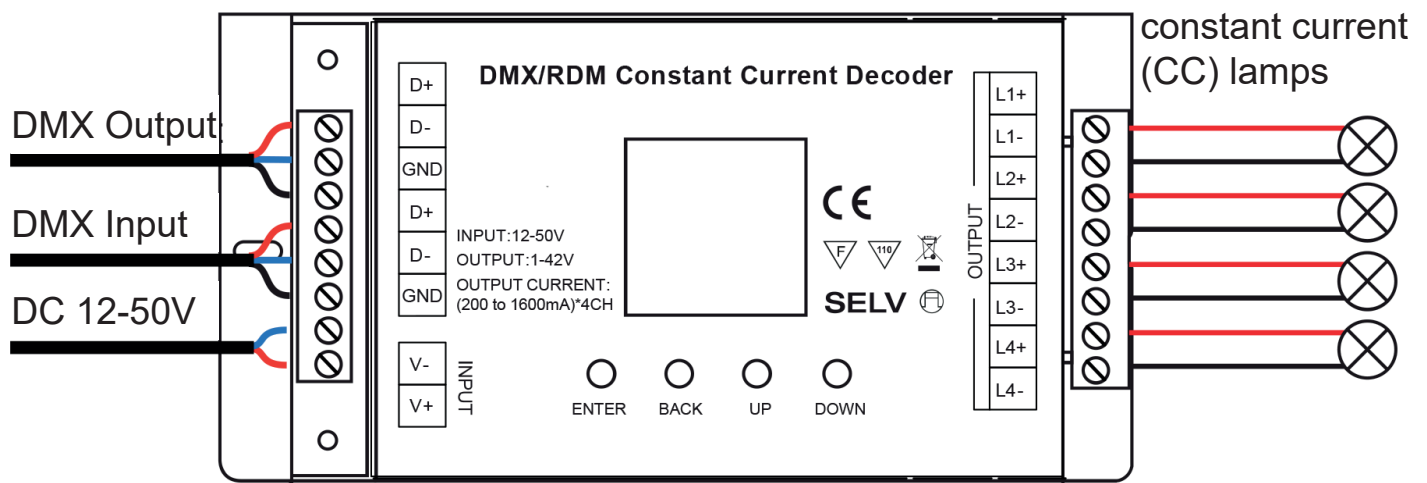 constant current
(CC) lamps
DMX Output
DMX Input
DC 12-50V
DMX/RDM Constant Current Decoder
D+
D-
GND
D+
D-
GND
V-
V+
INPUT
INPUT:12-50V
OUTPUT:1-42V
OUTPUT CURRENT:
(200 to 1600mA)*4CH
CE
F
110
SELV
ENTER
BACK
UP
DOWN
OUTPUT
L1+
L1-
L2+
L2-
L3+
L3-
L4+
L4-